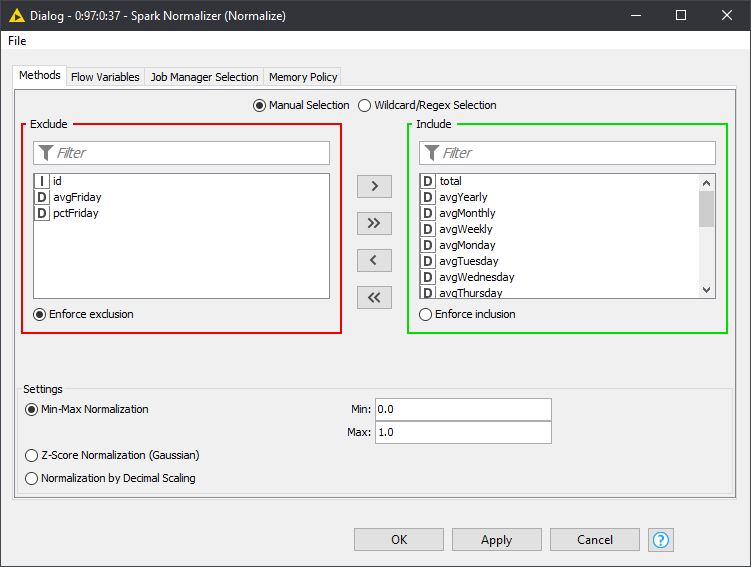 Dialog - 0:97:0:37 - Spark Normalizer (Normalize)
File
Methods Flow Variables Job Manager Selection Memory Policy
Manual Selection Wildcard/Regex Selection
Exclude
Filter
I id
D avgFriday
D pctFriday
Enforce exclusion
> 
>>
<
<<
Include
Filter
D total
D avgYearly
D avgMonthly
D avgWeekly
D avgMonday
D avgTuesday
D avgWednesday
D avgThursday
Enforce inclusion
Settings
Min-Max Normalization
Min: 0.0
Max: 1.0
Z-Score Normalization (Gaussian)
Normalization by Decimal Scaling
OK Apply Cancel ?